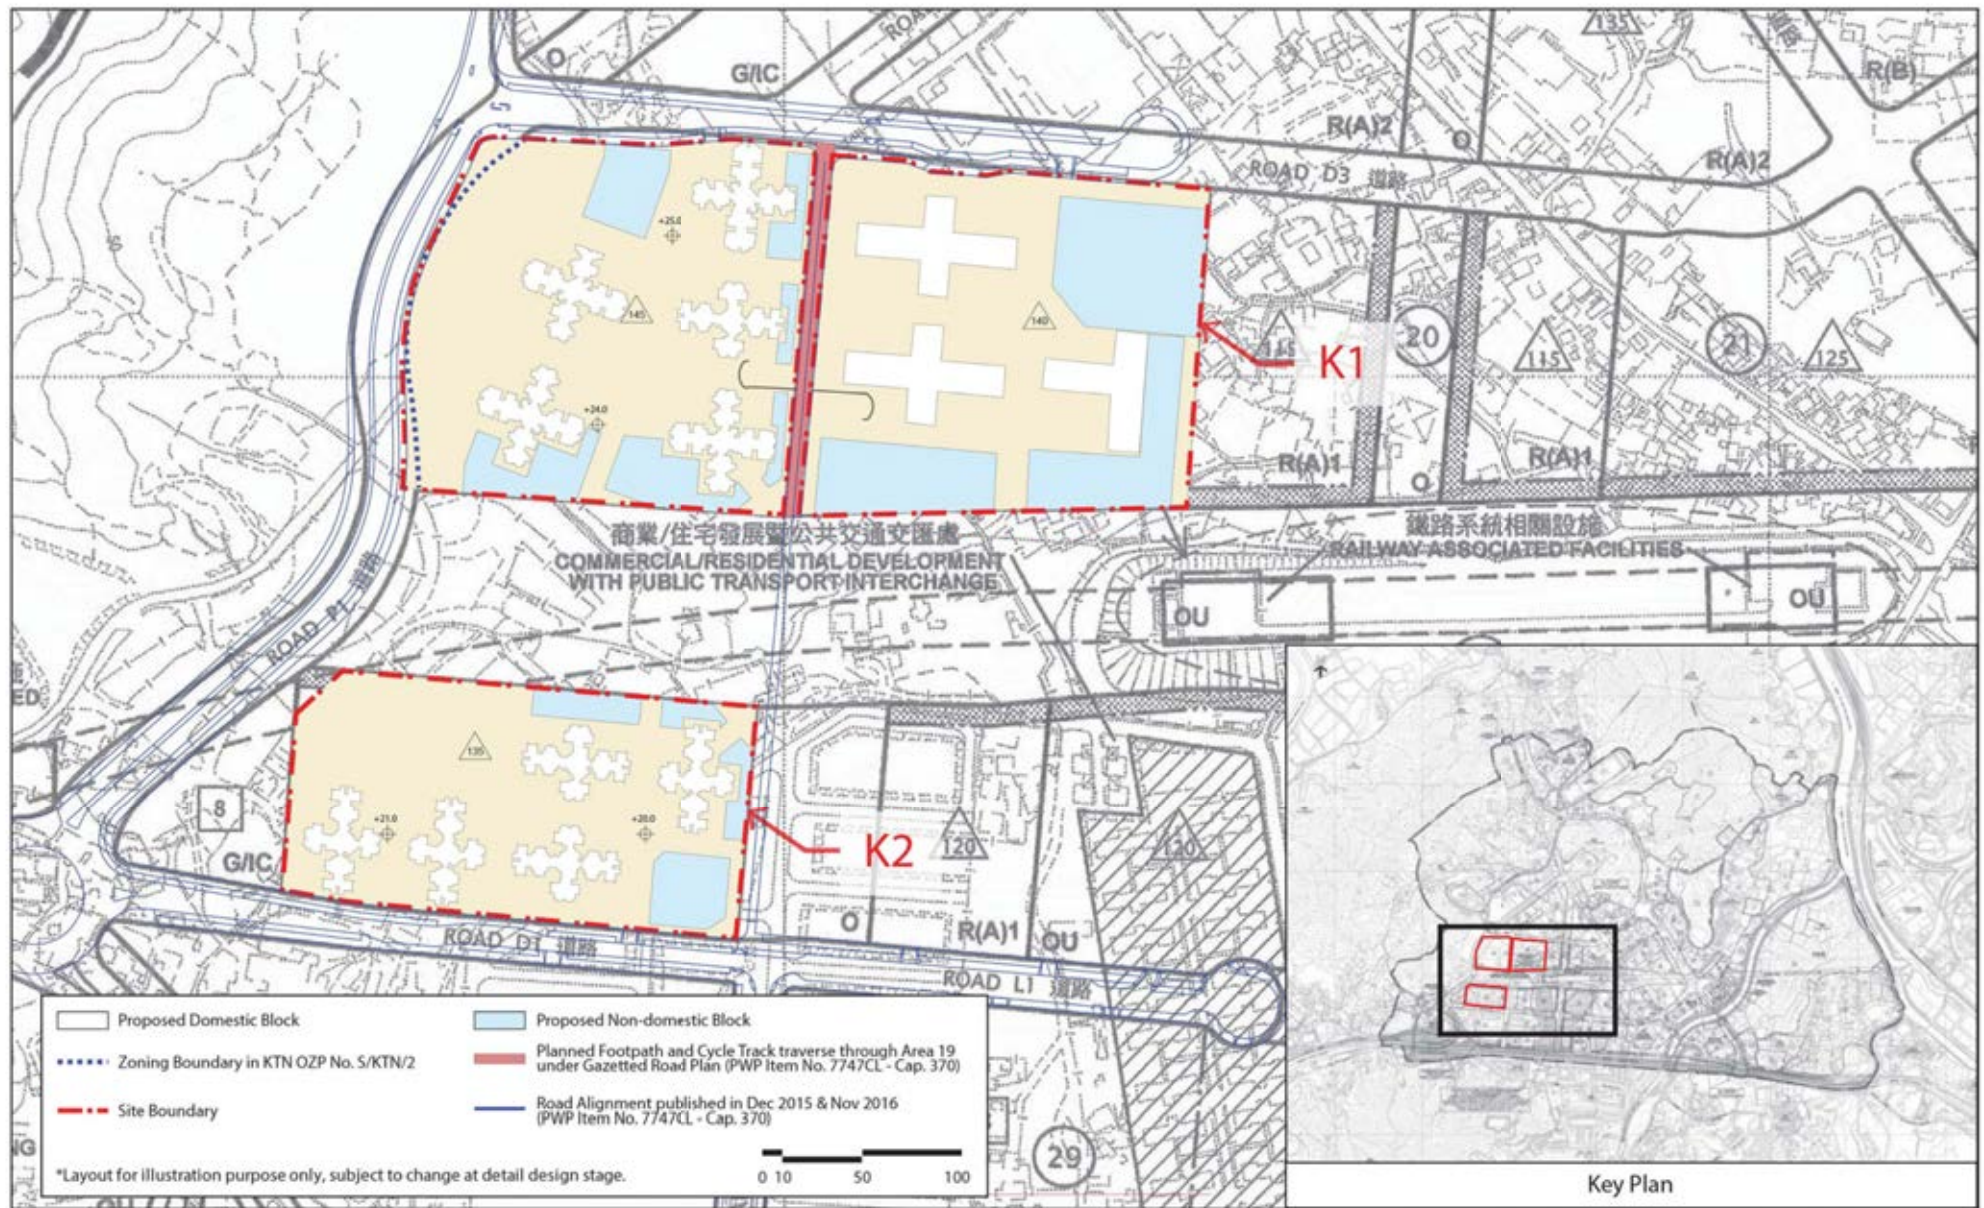 O
G/IC
ROAD
135
道路
R(B)
R(A)2
O
R(A)2
ROAD D3 道路
+25.0
145
140
K1
20
115
21
125
+24.0
R(A)1
O
R(A)1
商業/住宅發展暨公共交通交匯處
COMMERCIAL/RESIDENTIAL DEVELOPMENT
WITH PUBLIC TRANSPORT INTERCHANGE
鐵路系統相關設施
RAILWAY ASSOCIATED FACILITIES
OU
OU
ROAD P1 道路
ED
135
8
+21.0
+20.0
K2
120
120
G/IC
O
R(A)1
OU
ROAD D1 道路
ROAD L1 道路
29
NG
OU
Proposed Domestic Block
Proposed Non-domestic Block
Zoning Boundary in KTN OZP No. S/KTN/2
Planned Footpath and Cycle Track traverse through Area 19
under Gazetted Road Plan (PWP Item No. 7747CL - Cap. 370)
Site Boundary
Road Alignment published in Dec 2015 & Nov 2016
(PWP Item No. 7747CL - Cap. 370)
0 10 50 100
*Layout for illustration purpose only, subject to change at detail design stage.
Key Plan